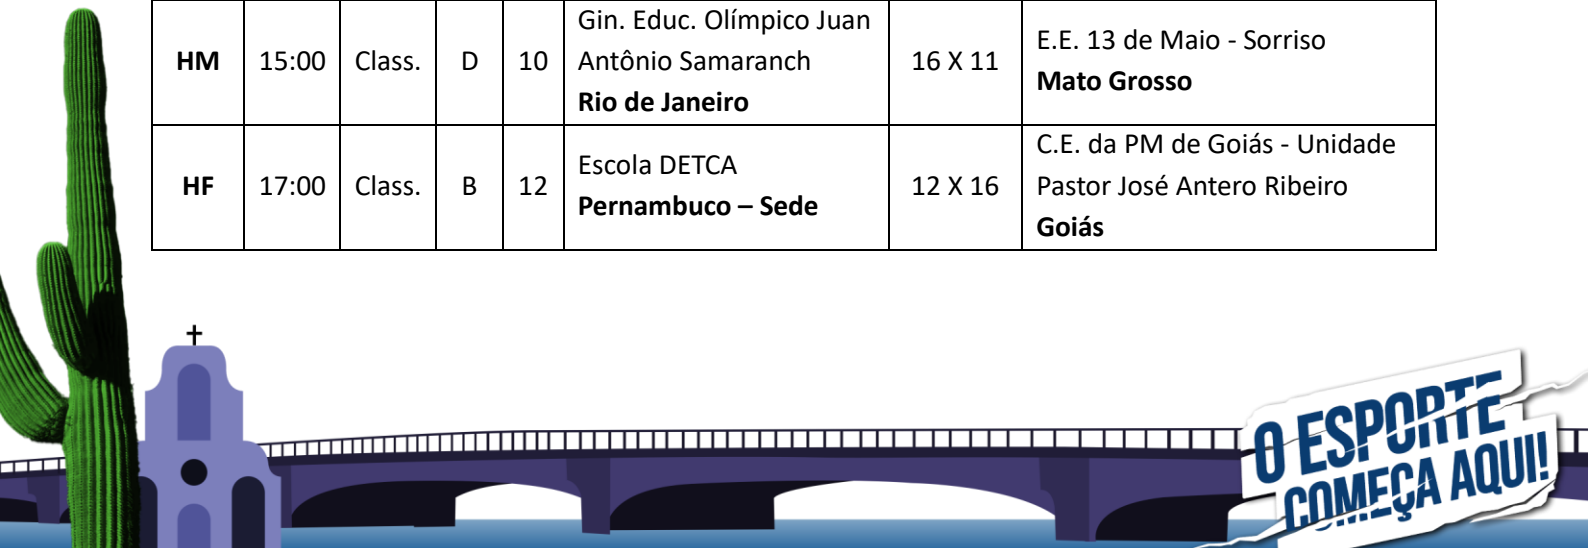 HM 15:00 Class. D 10 Gin. Educ. Olímpico Juan Antônio Samaranch Rio de Janeiro 16 X 11 E.E. 13 de Maio - Sorriso Mato Grosso
HF 17:00 Class. B 12 Escola DETCA Pernambuco – Sede 12 X 16 C.E. da PM de Goiás - Unidade Pastor José Antero Ribeiro Goiás
O ESPORTE
COMEÇA AQUI!